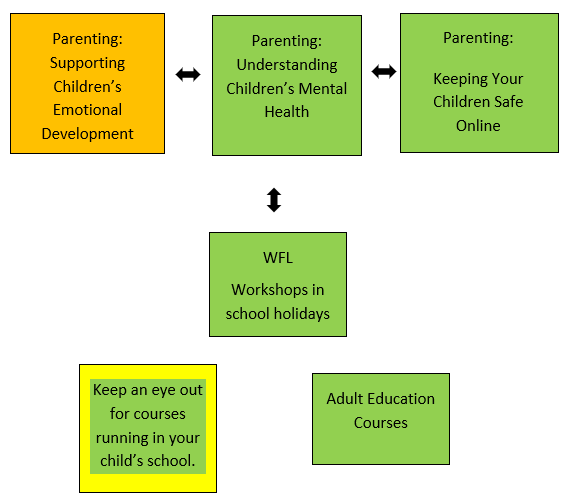 Parenting:
Supporting
Children’s
Emotional
Development
Parenting:
Understanding
Children’s Mental
Health
Parenting:
Keeping Your
Children Safe
Online
WFL
Workshops in
school holidays
Keep an eye out
for courses
running in your
child’s school.
Adult Education
Courses